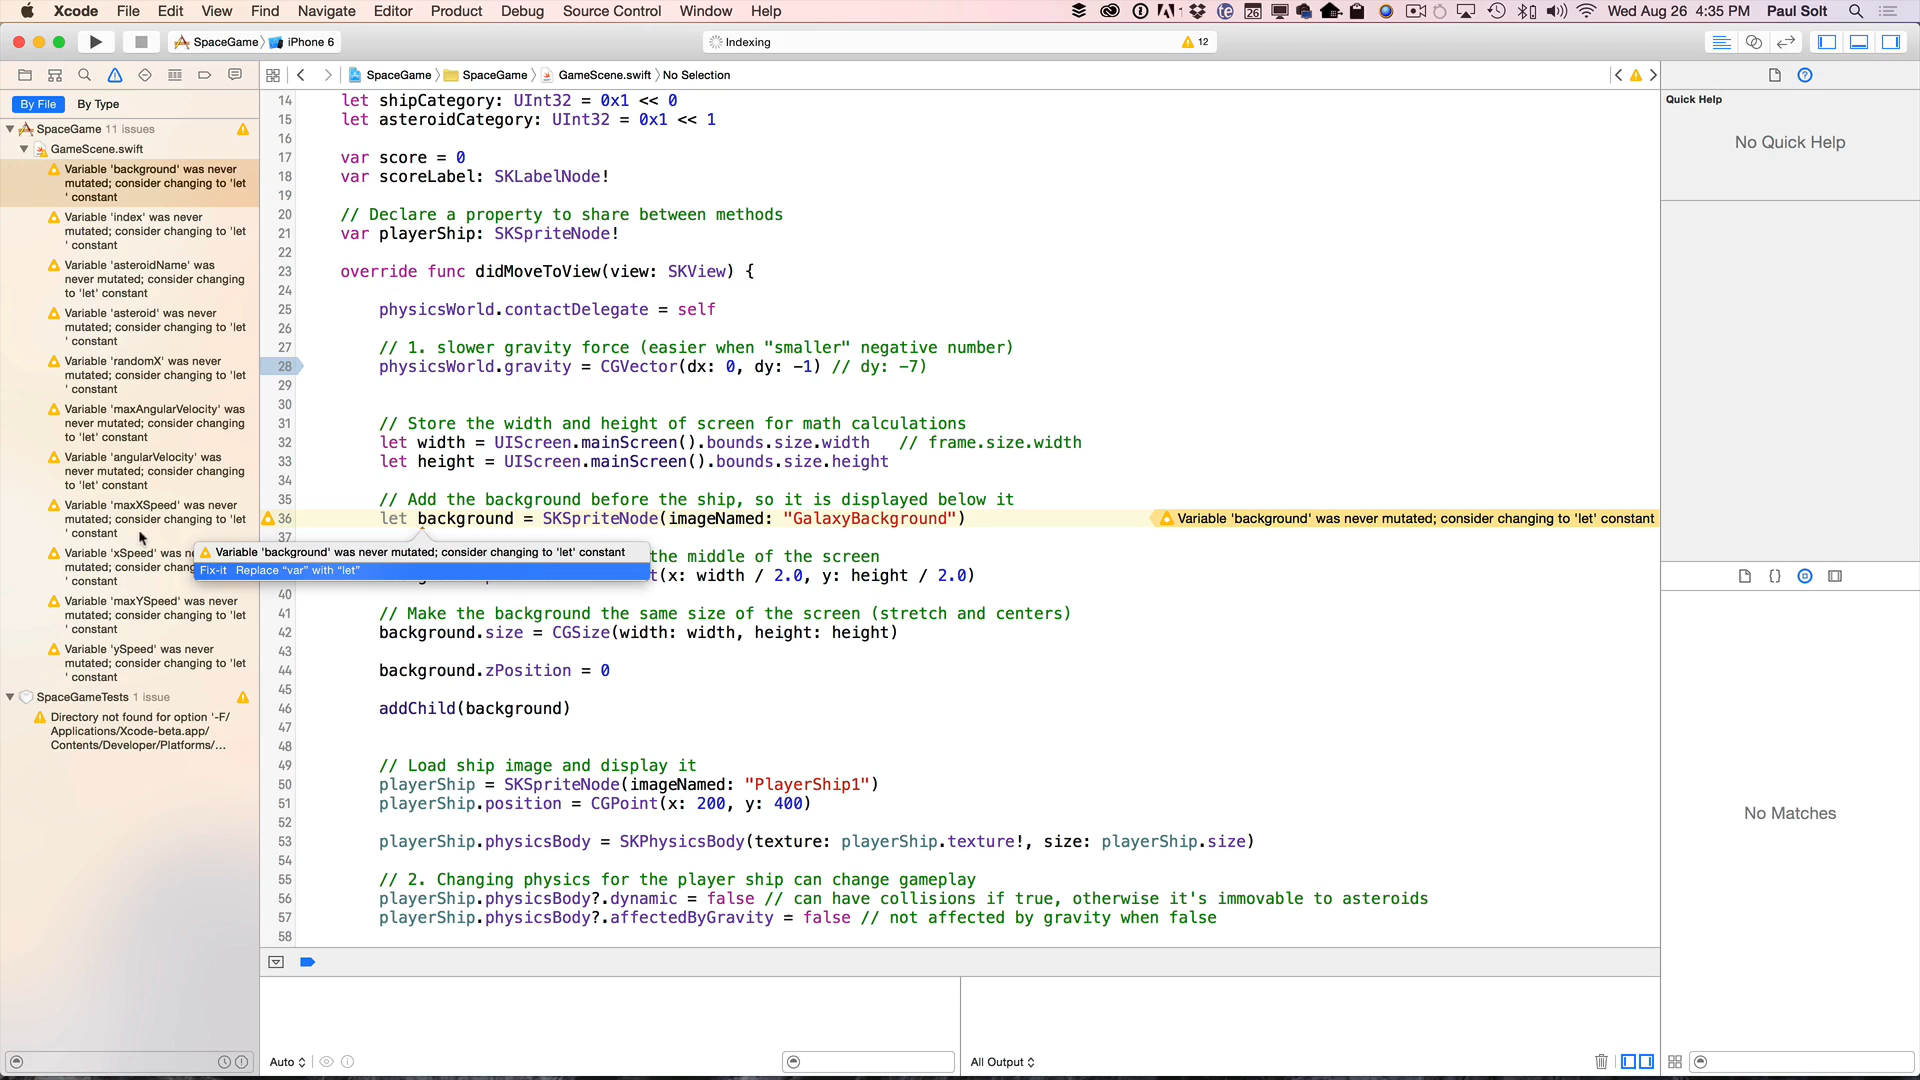 Xcode File Edit View Find Navigate Editor Product Debug Source Control Window Help
26 Wed Aug 26 4:35 PM Paul Solt
SpaceGame iPhone 6
Indexing 12
SpaceGame SpaceGame GameScene.swift No Selection
By File By Type
SpaceGame 11 issues
GameScene.swift
Variable 'background' was never
mutated; consider changing to 'let
' constant
Variable 'index' was never
mutated; consider changing to 'let
' constant
Variable 'asteroidName' was
never mutated; consider changing
to 'let' constant
Variable 'asteroid' was never
mutated; consider changing to 'let
' constant
Variable 'randomX' was never
mutated; consider changing to 'let
' constant
Variable 'maxAngularVelocity' was
never mutated; consider changing
to 'let' constant
Variable 'angularVelocity' was
never mutated; consider changing
to 'let' constant
Variable 'maxXSpeed' was never
mutated; consider changing to 'let
' constant
Variable 'xSpeed' was ne
mutated; consider chang
' constant
Variable 'maxYSpeed' was never
mutated; consider changing to 'let
' constant
Variable 'ySpeed' was never
mutated; consider changing to 'let
' constant
SpaceGameTests 1 issue
Directory not found for option '-F/
Applications/Xcode-beta.app/
Contents/Developer/Platforms/...
14 let shipCategory: UInt32 = 0x1 << 0
15 let asteroidCategory: UInt32 = 0x1 << 1
16
17 var score = 0
18 var scoreLabel: SKLabelNode!
19
20 // Declare a property to share between methods
21 var playerShip: SKSpriteNode!
22
23 override func didMoveToView(view: SKView) {
24
25 physicsWorld.contactDelegate = self
26
27 // 1. slower gravity force (easier when "smaller" negative number)
28 physicsWorld.gravity = CGVector(dx: 0, dy: -1) // dy: -7)
29
30
31 // Store the width and height of screen for math calculations
32 let width = UIScreen.mainScreen().bounds.size.width // frame.size.width
33 let height = UIScreen.mainScreen().bounds.size.height
34
35 // Add the background before the ship, so it is displayed below it
36 let background = SKSpriteNode(imageNamed: "GalaxyBackground") Variable 'background' was never mutated; consider changing to 'let' constant
37
Variable 'background' was never mutated; consider changing to 'let' constant
the middle of the screen
Fix-it Replace “var” with “let”
t(x: width / 2.0, y: height / 2.0)
40
41 // Make the background the same size of the screen (stretch and centers)
42 background.size = CGSize(width: width, height: height)
43
44 background.zPosition = 0
45
46 addChild(background)
47
48
49 // Load ship image and display it
50 playerShip = SKSpriteNode(imageNamed: "PlayerShip1")
51 playerShip.position = CGPoint(x: 200, y: 400)
52
53 playerShip.physicsBody = SKPhysicsBody(texture: playerShip.texture!, size: playerShip.size)
54
55 // 2. Changing physics for the player ship can change gameplay
56 playerShip.physicsBody?.dynamic = false // can have collisions if true, otherwise it's immovable to asteroids
57 playerShip.physicsBody?.affectedByGravity = false // not affected by gravity when false
58
Auto
All Output
Quick Help
No Quick Help
No Matches